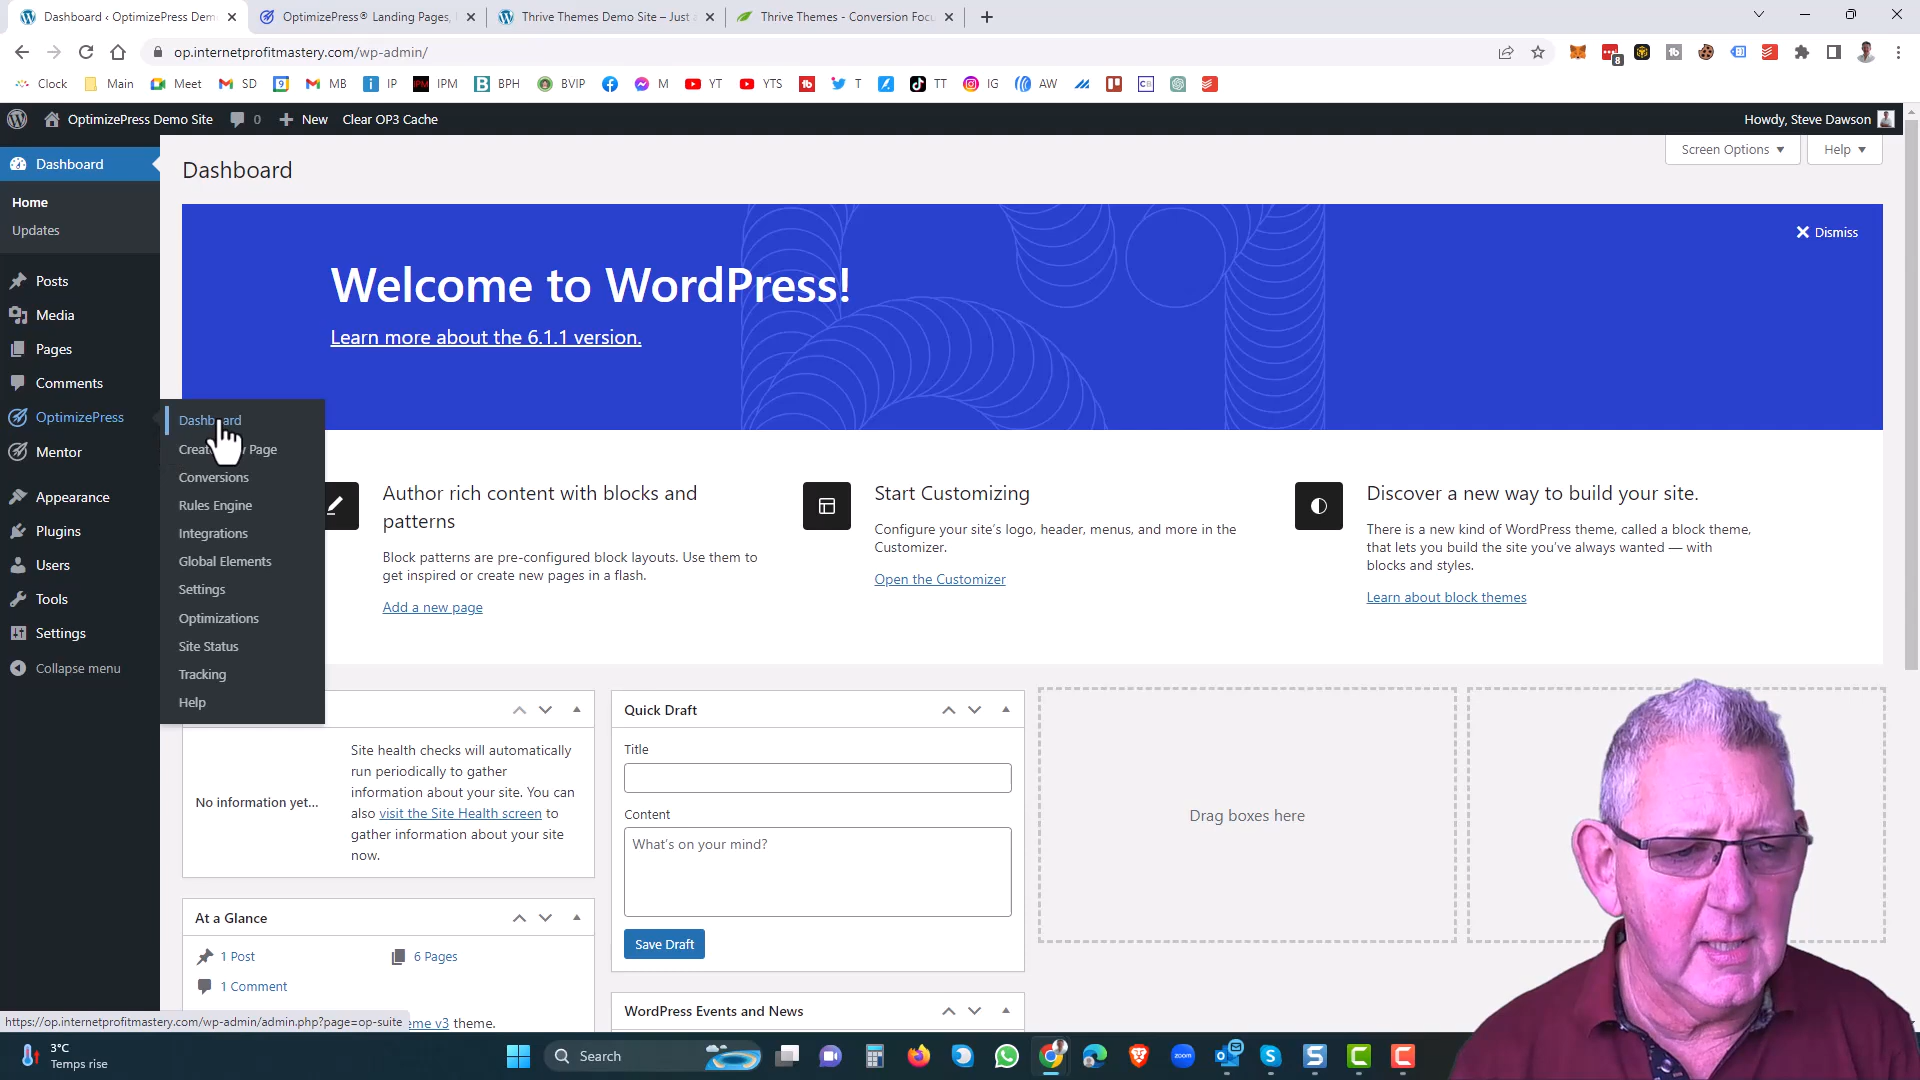 Dashboard ‹ OptimizePress Dem
OptimizePress® Landing Pages,
Thrive Themes Demo Site – Just
Thrive Themes - Conversion Focu
op.internetprofitmastery.com/wp-admin/
8
Clock
Main
Meet
SD
9
MB
IP
IPM
BPH
BVIP
M
YT
YTS
T
TT
IG
AW
OptimizePress Demo Site
0
New
Clear OP3 Cache
Howdy, Steve Dawson
Dashboard
Home
Updates
Posts
Media
Pages
Comments
OptimizePress
Mentor
Appearance
Plugins
Users
Tools
Settings
Collapse menu
Dashboard
Page
Conversions
Rules Engine
Integrations
Global Elements
Settings
Optimizations
Site Status
Tracking
Help
Screen Options
Help
Dashboard
Dismiss
Welcome to WordPress!
Learn more about the 6.1.1 version.
Author rich content with blocks and
patterns
Block patterns are pre-configured block layouts. Use them to
get inspired or create new pages in a flash.
Add a new page
Start Customizing
Configure your site’s logo, header, menus, and more in the
Customizer.
Open the Customizer
Discover a new way to build your site.
There is a new kind of WordPress theme, called a block theme,
that lets you build the site you’ve always wanted — with
blocks and styles.
Learn about block themes
No information yet...
Site health checks will automatically
run periodically to gather
information about your site. You can
also visit the Site Health screen to
gather information about your site
now.
At a Glance
1 Post
6 Pages
1 Comment
eme v3 theme.
Quick Draft
Title
Content
What’s on your mind?
Save Draft
WordPress Events and News
Drag boxes here
https://op.internetprofitmastery.com/wp-admin/admin.php?page=op-suite
3°C
Temps rise
Search
zoom